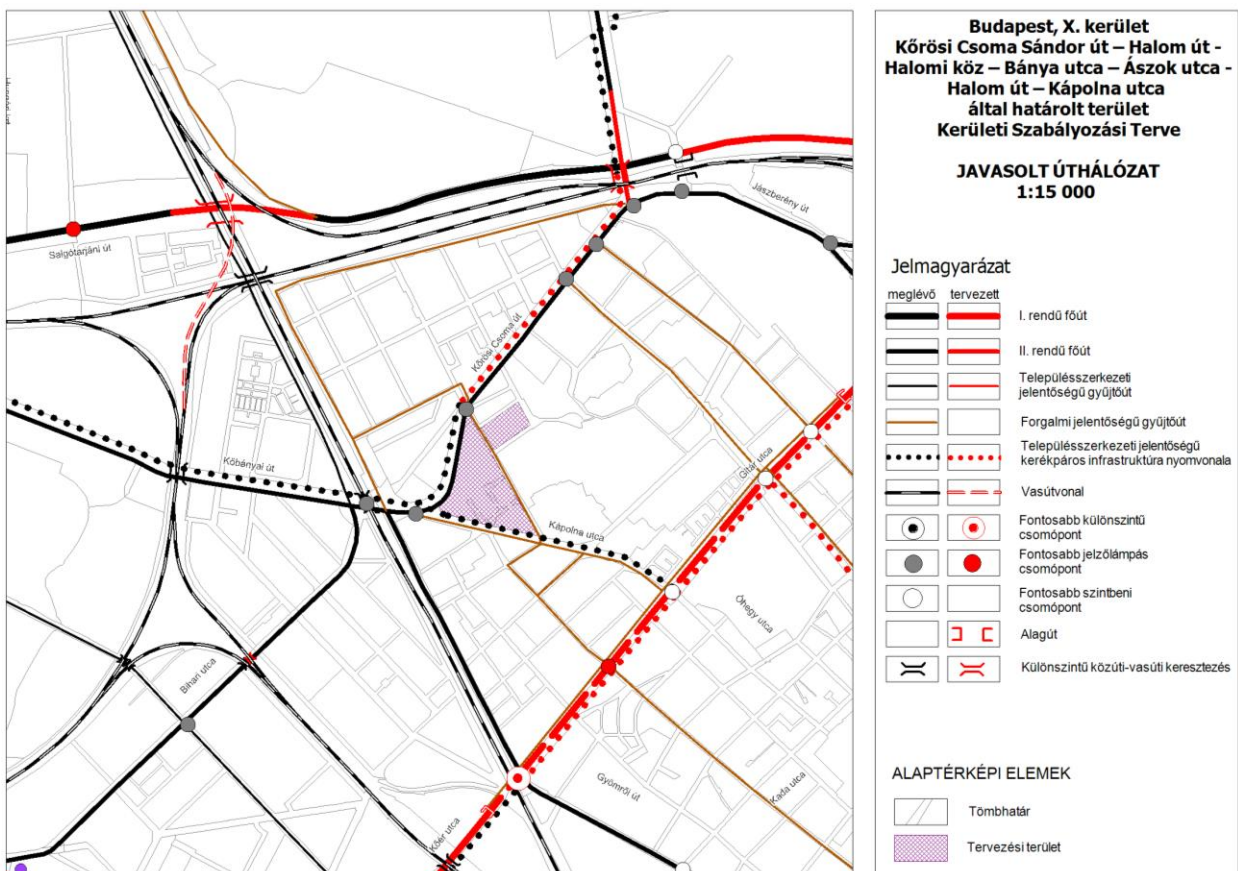 Budapest, X. kerület
Kőrösi Csoma Sándor út – Halom út -
Halomi köz – Bánya utca – Ászok utca -
Halom út – Kápolna utca
által határolt terület
Kerületi Szabályozási Terve
JAVASOLT ÚTHÁLÓZAT
1:15 000
Jelmagyarázat
meglévő tervezett
I. rendű főút
II. rendű főút
Településszerkezeti
jelentőségű gyűjtőút
Forgalmi jelentőségű gyűjtőút
Településszerkezeti jelentőségű
kerékpáros infrastruktúra nyomvonala
Vasútvonal
Fontosabb különszintű
csomópont
Fontosabb jelzőlámpás
csomópont
Fontosabb szintbeni
csomópont
Alagút
Különszintű közúti-vasúti keresztezés
ALAPTÉRKÉPI ELEMEK
Tömbhatár
Tervezési terület
Jászberény út
Salgótarjáni út
Kőrösi Csoma út
Kőbányai út
Gitár utca
Kápolna utca
Óhegy utca
Bihari utca
Gyömrői út
Kada utca
Kőér utca